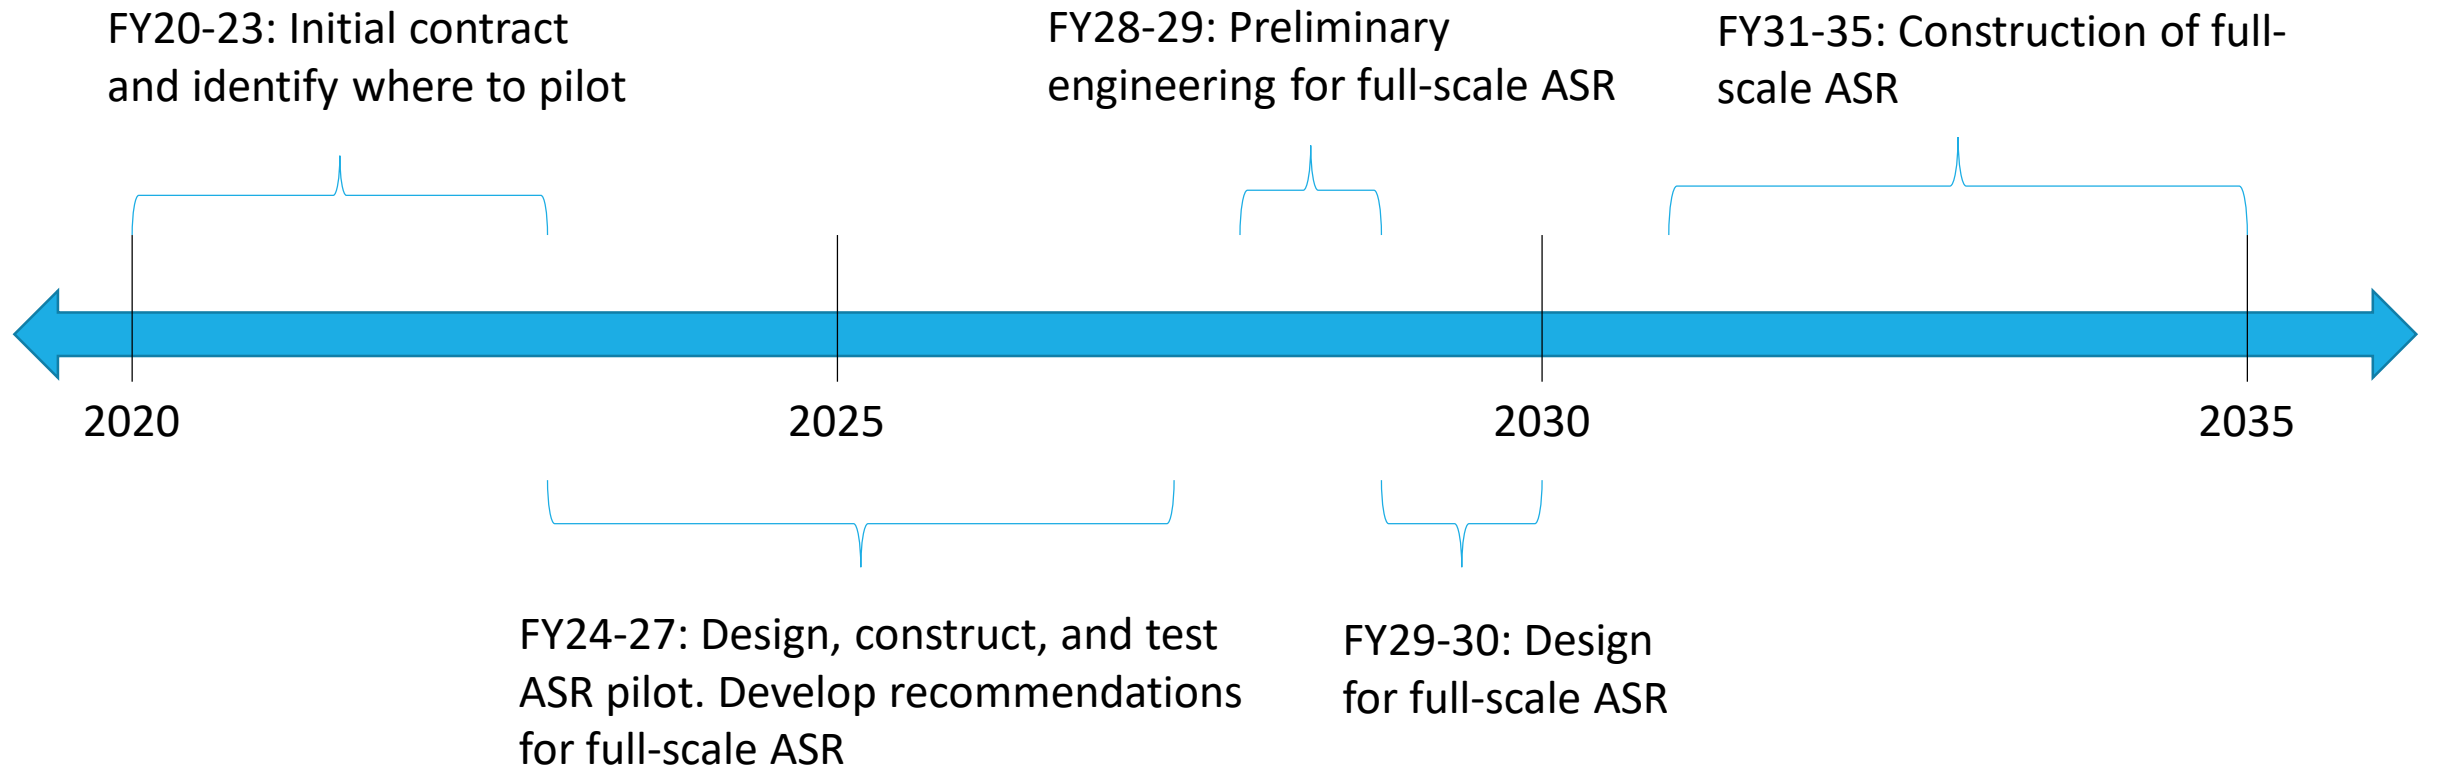 FY20-23: Initial contract
and identify where to pilot
FY28-29: Preliminary
engineering for full-scale ASR
FY31-35: Construction of full-
scale ASR
2020
2025
2030
2035
FY24-27: Design, construct, and test
ASR pilot. Develop recommendations
for full-scale ASR
FY29-30: Design
for full-scale ASR